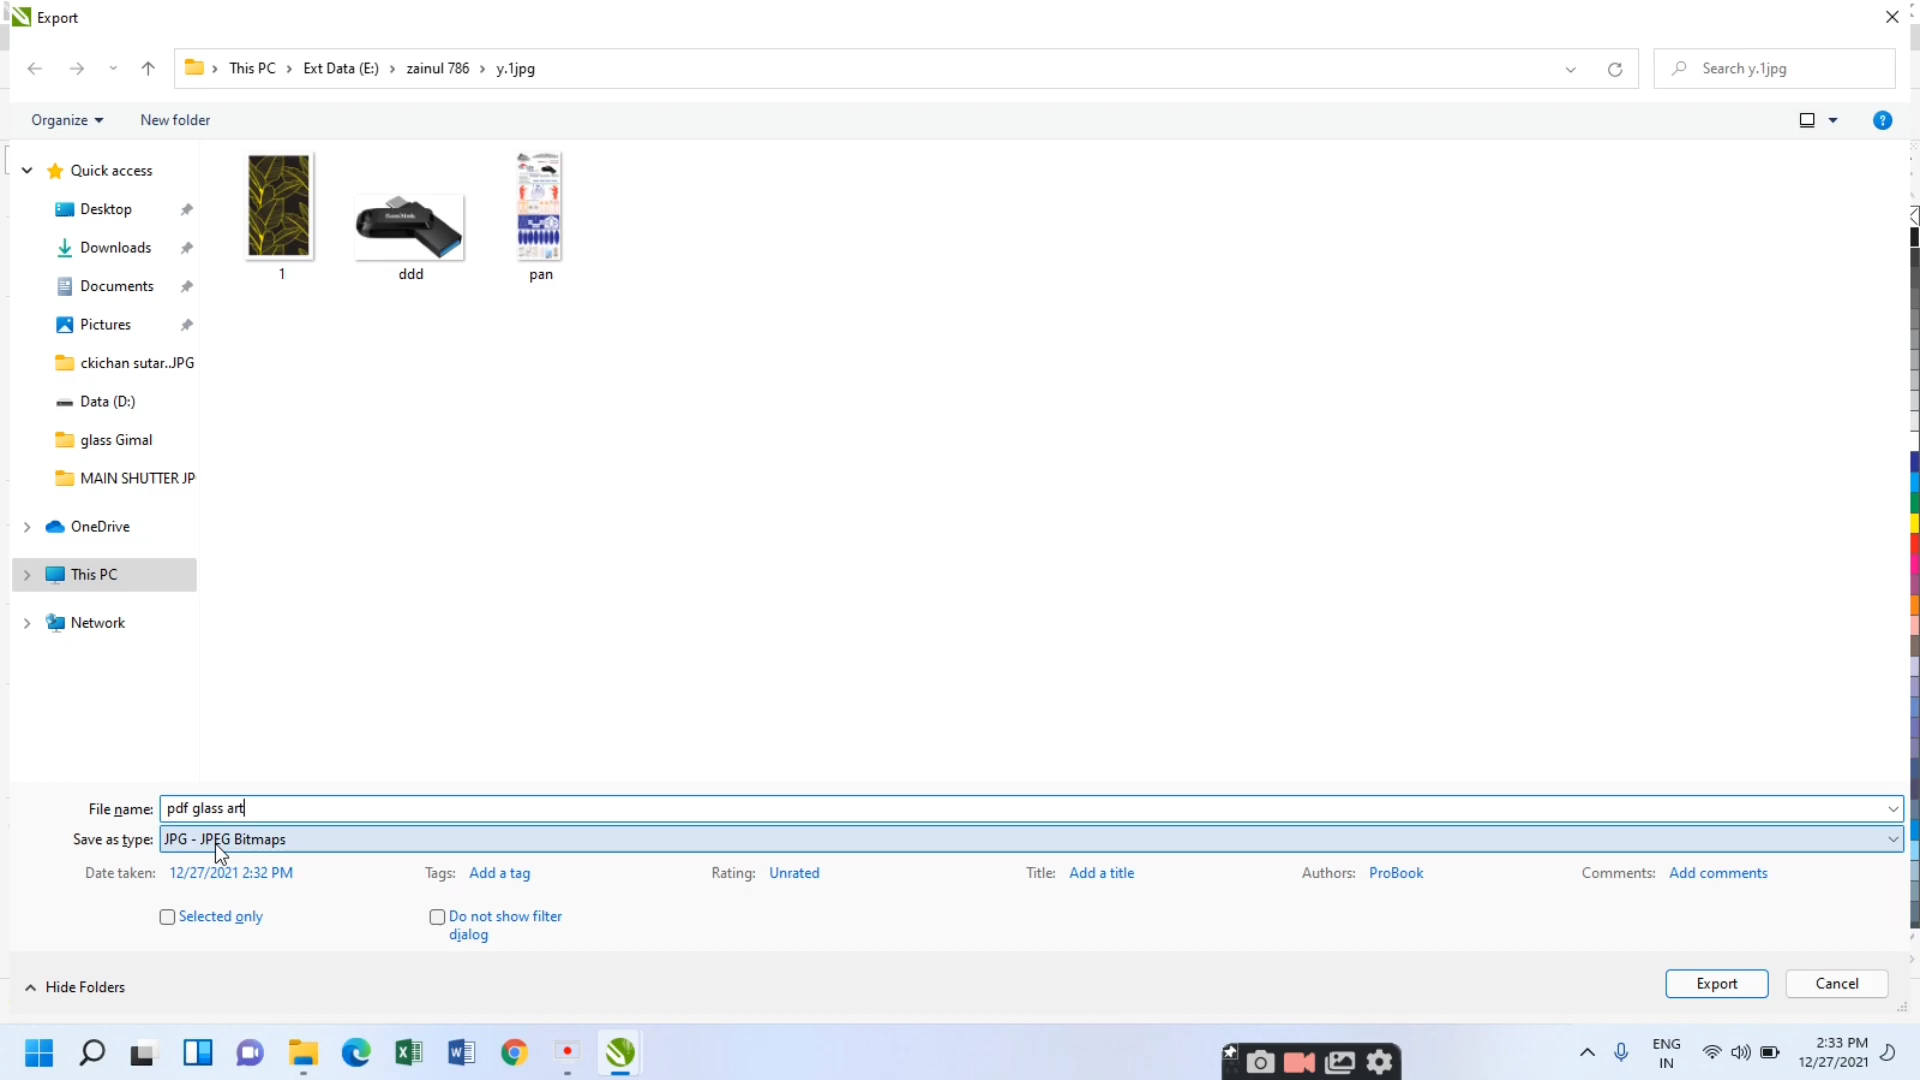 Export
This PC > Ext Data (E:) > zainul 786 > y.1jpg
Search y.1jpg
Organize
New folder
Quick access
Desktop
Downloads
Documents
Pictures
ckichan sutar..JPG
Data (D:)
glass Gimal
MAIN SHUTTER JP
OneDrive
This PC
Network
SanDisk
1
ddd
pan
File name: pdf glass art
Save as type: JPG - JPEG Bitmaps
Date taken: 12/27/2021 2:32 PM
Tags: Add a tag
Rating: Unrated
Title: Add a title
Authors: ProBook
Comments: Add comments
Selected only
Do not show filter
dialog
Hide Folders
Export
Cancel
ENG
IN
2:33 PM
12/27/2021